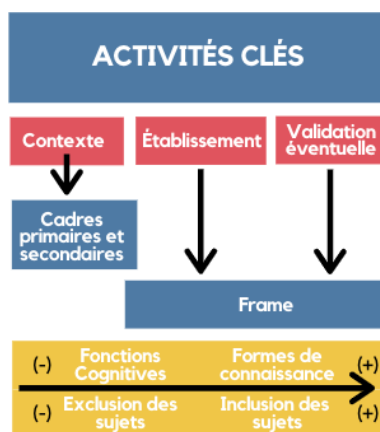 ACTIVITÉS CLÉS
Contexte
Établissement
Validation
éventuelle
Cadres
primaires et
secondaires
Frame
(-) Fonctions Formes de (+)
Cognitives connaissance
(-) Exclusion des Inclusion des (+)
sujets sujets